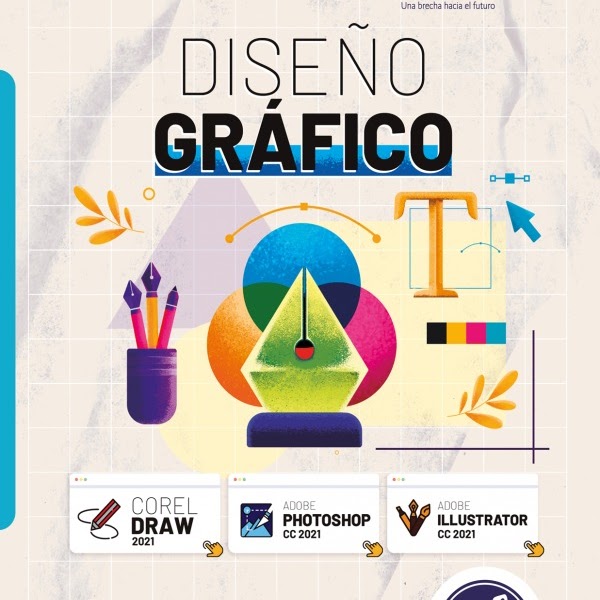 Una brecha hacia el futuro
DISEÑO
GRÁFICO
T
COREL
DRAW
2021
ADOBE
PHOTOSHOP
CC 2021
ADOBE
ILLUSTRATOR
CC 2021